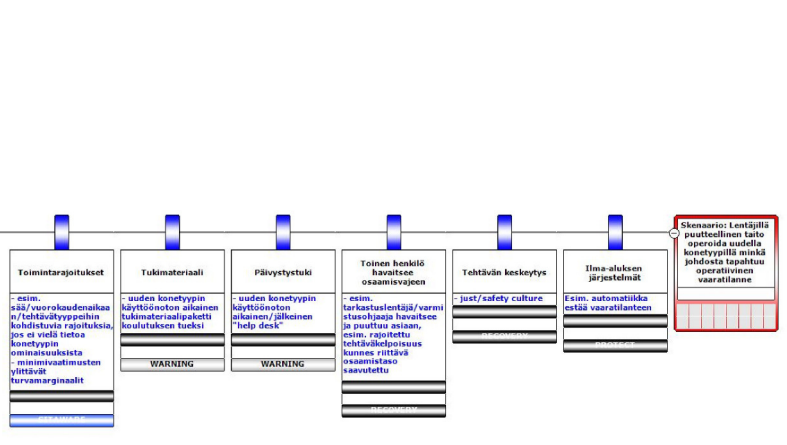 Toimintarajoitukset
- esim.
sää/vuorokaudenaikaa
n/tehtävätyyppeihin
kohdistuvia rajoituksia,
jos ei vielä tietoa
konetyypin
ominaisuuksista
- minimivaatimusten
ylittävät
turvamarginaalit
Tukimateriaali
- uuden konetyypin
käyttöönoton aikainen
tukimateriaalipaketti
koulutuksen tueksi
WARNING
Päivystystuki
- uuden konetyypin
käyttöönoton
aikainen/jälkeinen
"help desk"
WARNING
Toinen henkilö
havaitsee
osaamisvajeen
- esim.
tarkastuslentäjä/varmi
stusohjaaja havaitsee
ja puuttuu asiaan,
esim. rajoitettu
tehtäväkelpoisuus
kunnes riittävä
osaamistaso
saavutettu
RECOVERY
Tehtävän keskeytys
- just/safety culture
RECOVERY
Ilma-aluksen
järjestelmät
Esim. automatiikka
estää vaaratilanteen
PROTECT
Skenaario: Lentäjillä
puutteellinen taito
operoida uudella
konetyypillä minkä
johdosta tapahtuu
operatiivinen
vaaratilanne